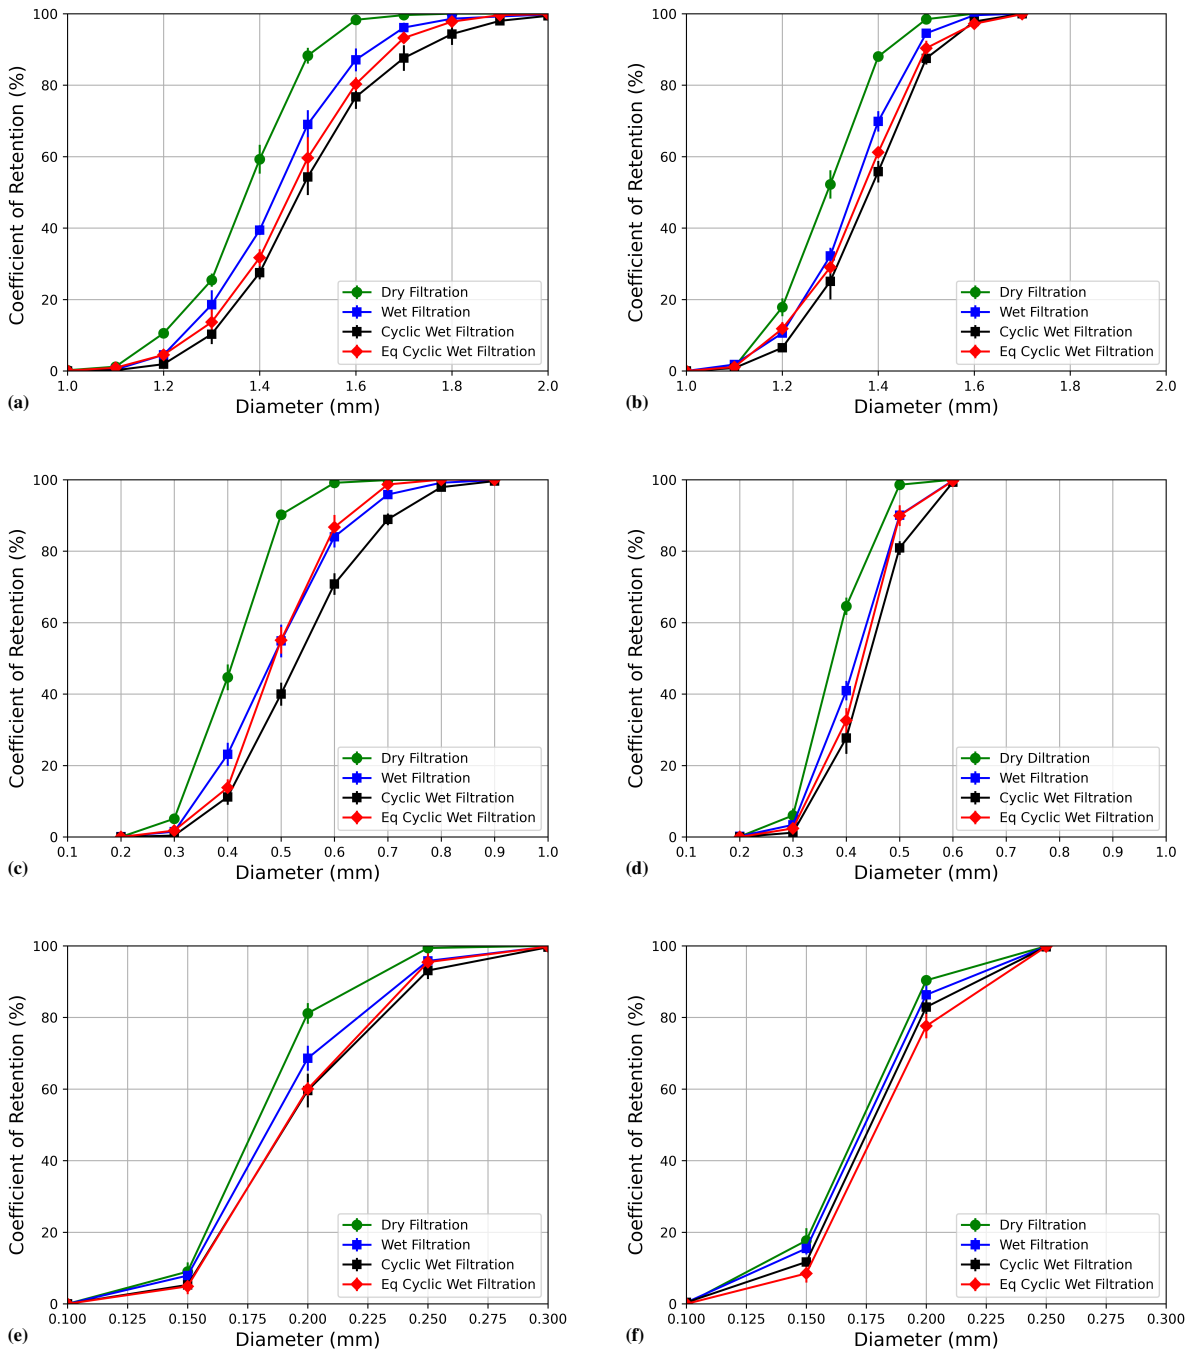 100
80
60
40
20
0
Coefficient of Retention (%)
Dry Filtration
Wet Filtration
Cyclic Wet Filtration
Eq Cyclic Wet Filtration
1.0 1.2 1.4 1.6 1.8 2.0
(a) Diameter (mm)
100
80
60
40
20
0
Coefficient of Retention (%)
Dry Filtration
Wet Filtration
Cyclic Wet Filtration
Eq Cyclic Wet Filtration
1.0 1.2 1.4 1.6 1.8 2.0
(b) Diameter (mm)
100
80
60
40
20
0
Coefficient of Retention (%)
Dry Filtration
Wet Filtration
Cyclic Wet Filtration
Eq Cyclic Wet Filtration
0.1 0.2 0.3 0.4 0.5 0.6 0.7 0.8 0.9 1.0
(c) Diameter (mm)
100
80
60
40
20
0
Coefficient of Retention (%)
Dry Diltration
Wet Filtration
Cyclic Wet Filtration
Eq Cyclic Wet Filtration
0.1 0.2 0.3 0.4 0.5 0.6 0.7 0.8 0.9 1.0
(d) Diameter (mm)
100
80
60
40
20
0
Coefficient of Retention (%)
Dry Filtration
Wet Filtration
Cyclic Wet Filtration
Eq Cyclic Wet Filtration
0.100 0.125 0.150 0.175 0.200 0.225 0.250 0.275 0.300
(e) Diameter (mm)
100
80
60
40
20
0
Coefficient of Retention (%)
Dry Filtration
Wet Filtration
Cyclic Wet Filtration
Eq Cyclic Wet Filtration
0.100 0.125 0.150 0.175 0.200 0.225 0.250 0.275 0.300
(f) Diameter (mm)